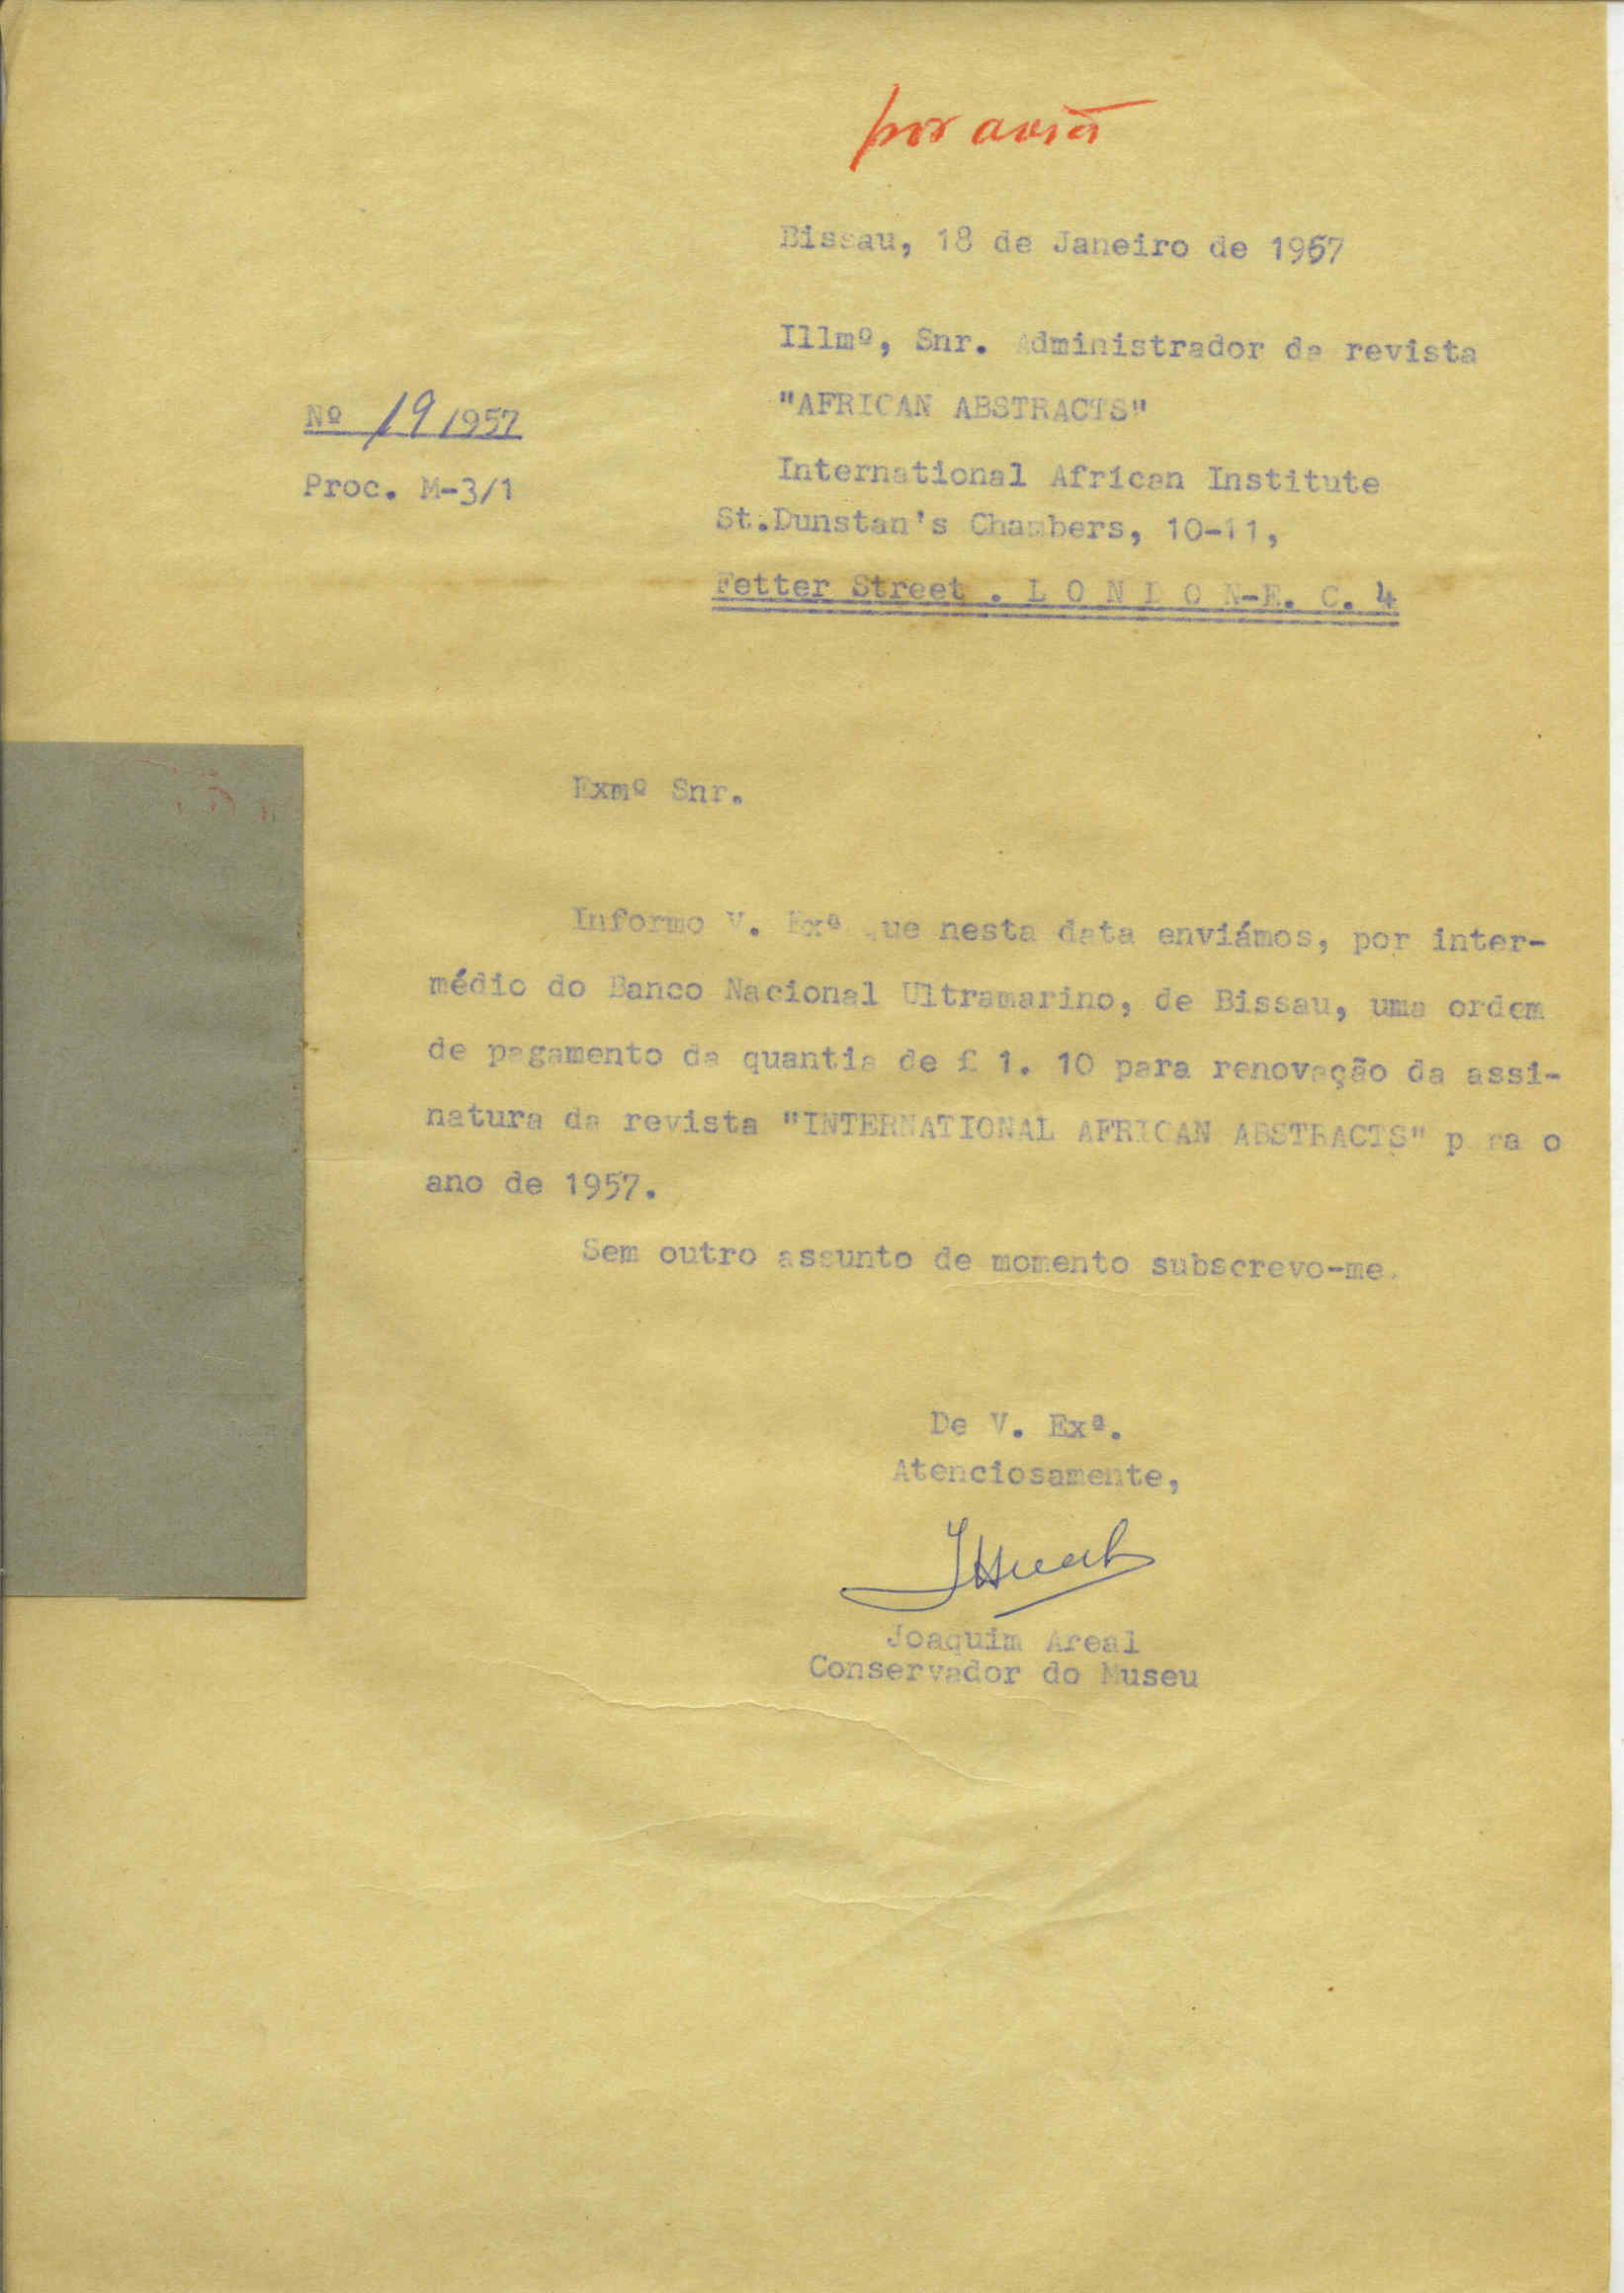 por avião
Bissau, 18 de Janeiro de 1957
Illmº, Snr. Administrador da revista
"AFRICAN ABSTRACTS"
Nº 19/1957
International African Institute
Proc. M-3/1
St.Dunstan's Chambers, 10-11,
Fetter Street . L O N D O N-E. C. 4
Exmº Snr.
Informo V. Exª que nesta data enviámos, por inter-
médio do Banco Nacional Ultramarino, de Bissau, uma ordem
de pagamento da quantia de £ 1. 10 para renovação da assi-
natura da revista "INTERNATIONAL AFRICAN ABSTRACTS" para o
ano de 1957.
Sem outro assunto de momento subscrevo-me.
De V. Exª.
Atenciosamente,
Joaquim Areal
Conservador do Museu